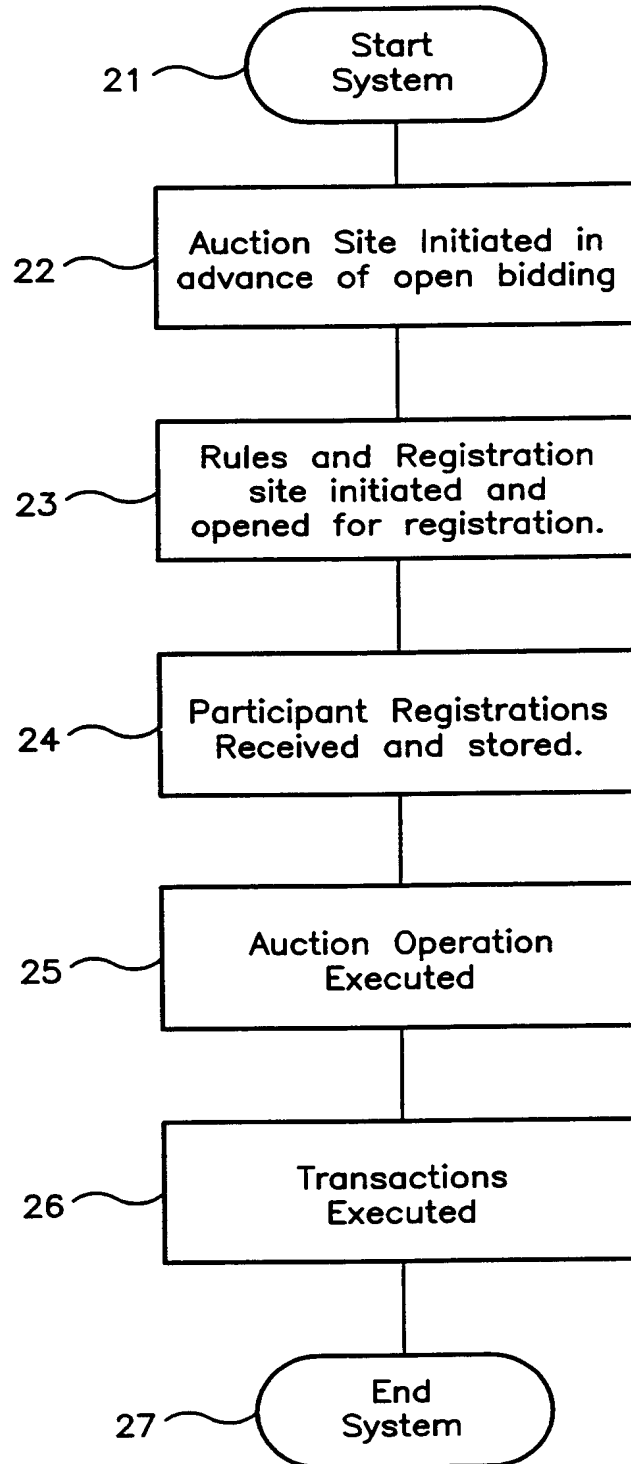 21
Start
System
22
Auction Site Initiated in
advance of open bidding
23
Rules and Registration
site initiated and
opened for registration.
24
Participant Registrations
Received and stored.
25
Auction Operation
Executed
26
Transactions
Executed
27
End
System